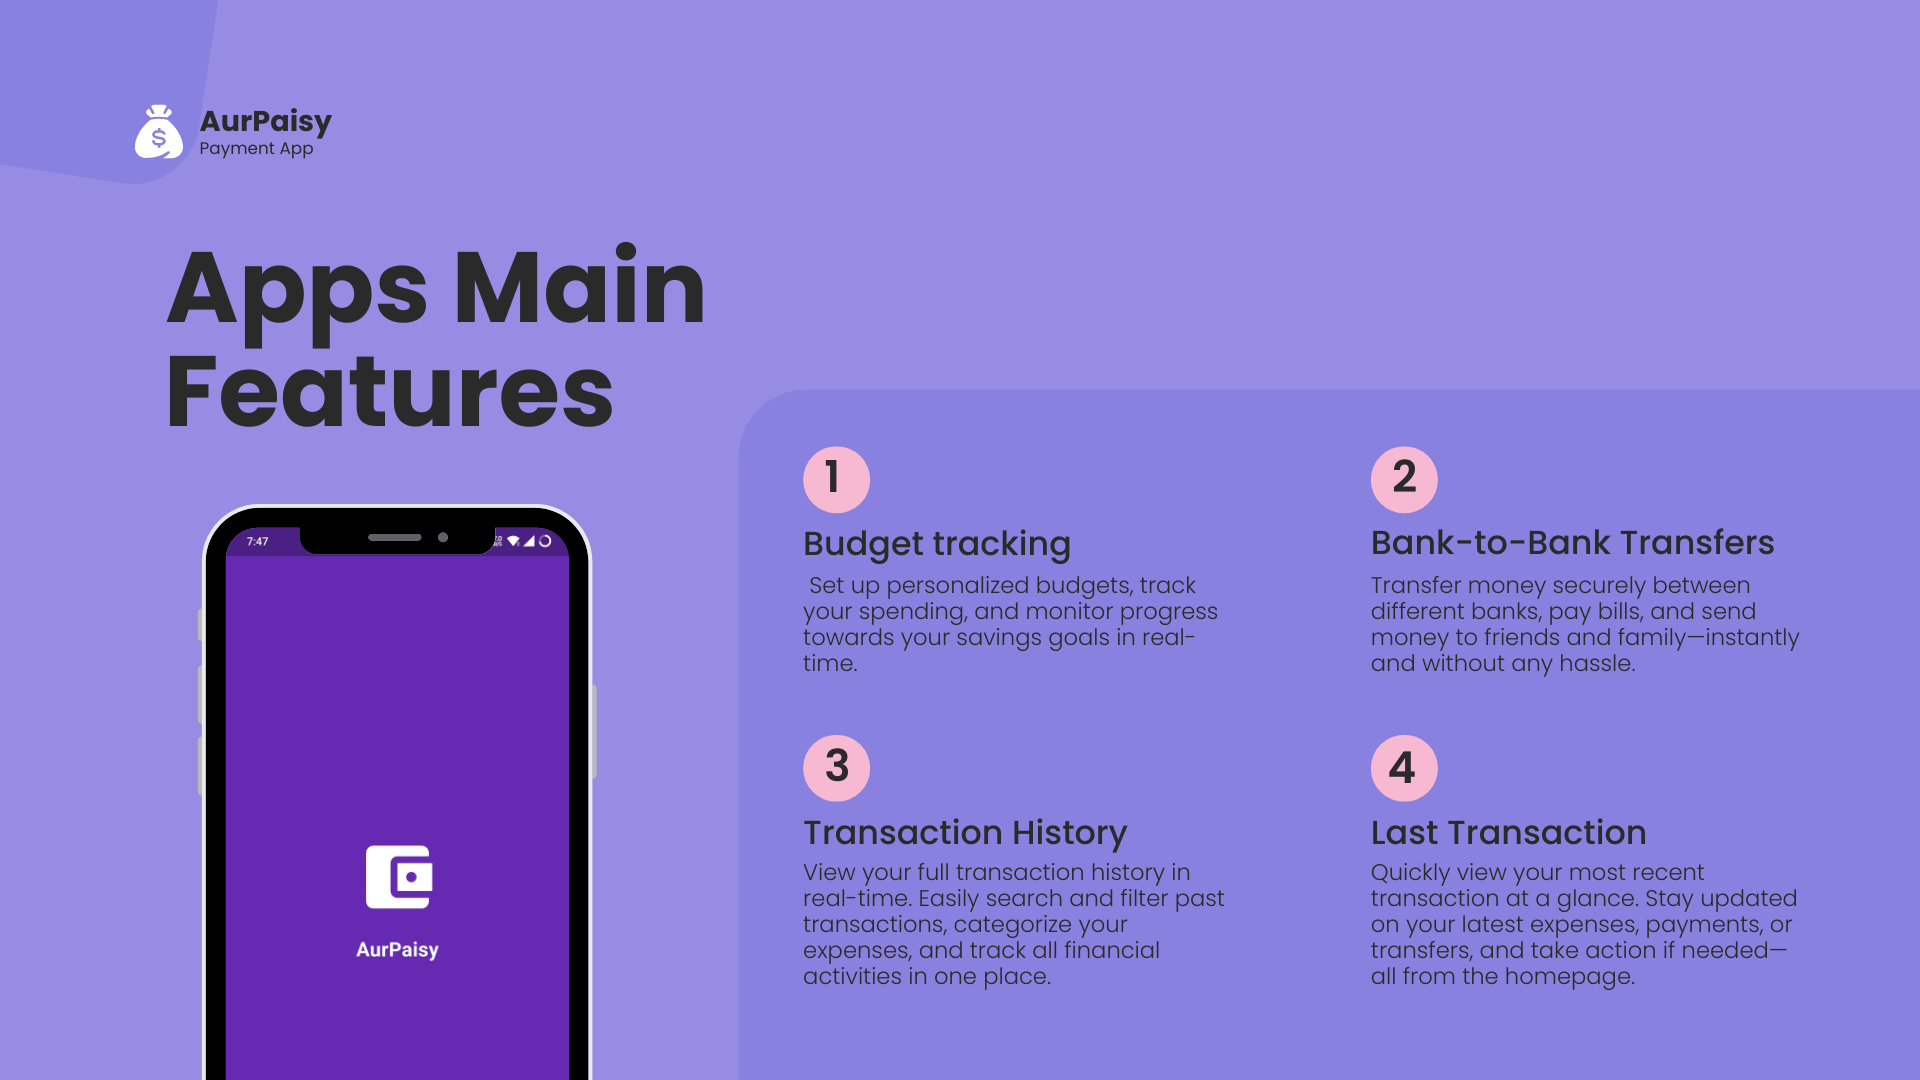 AurPaisy
Payment App
Apps Main
Features
1
Budget tracking
Set up personalized budgets, track
your spending, and monitor progress
towards your savings goals in real-
time.
2
Bank-to-Bank Transfers
Transfer money securely between
different banks, pay bills, and send
money to friends and family—instantly
and without any hassle.
3
Transaction History
View your full transaction history in
real-time. Easily search and filter past
transactions, categorize your
expenses, and track all financial
activities in one place.
4
Last Transaction
Quickly view your most recent
transaction at a glance. Stay updated
on your latest expenses, payments, or
transfers, and take action if needed—
all from the homepage.
7:47
$
AurPaisy